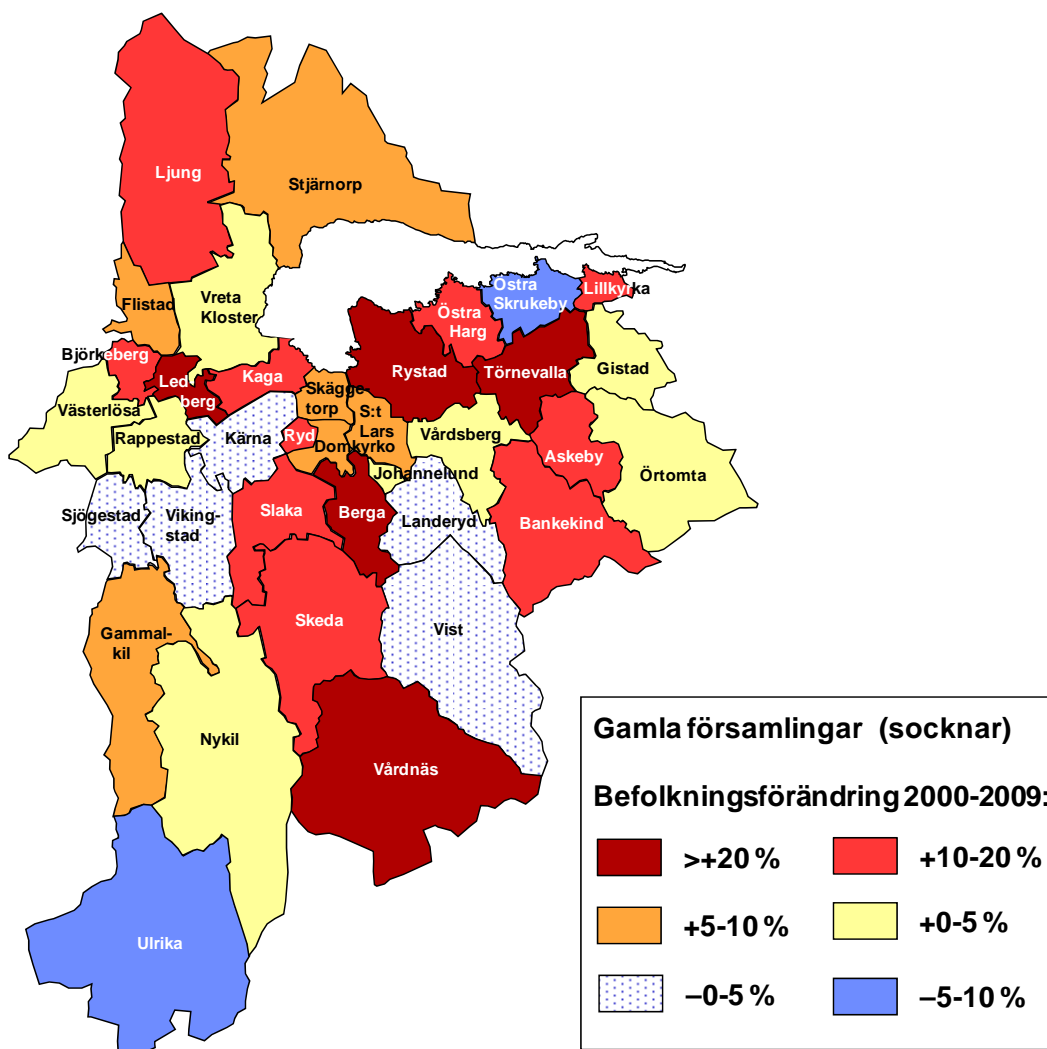 Ljung
Stjärnorp
Flistad
Vreta
Kloster
Östra
Skrukeby
Lillkyrka
Östra
Harg
Björkeberg
Led
berg
Kaga
Skägge-
torp
Rystad
Törnevalla
Gistad
Västerlösa
Rappestad
Kärna
Ryd
S:t
Lars
Domkyrko
Vårdsberg
Askeby
Johannelund
Örtomta
Sjögestad
Viking-
stad
Slaka
Berga
Landeryd
Bankekind
Gammal-
kil
Skeda
Vist
Nykil
Vårdnäs
Ulrika
Gamla församlingar (socknar)
Befolkningsförändring 2000-2009:
>+20 %
+10-20 %
+5-10 %
+0-5 %
–0-5 %
–5-10 %